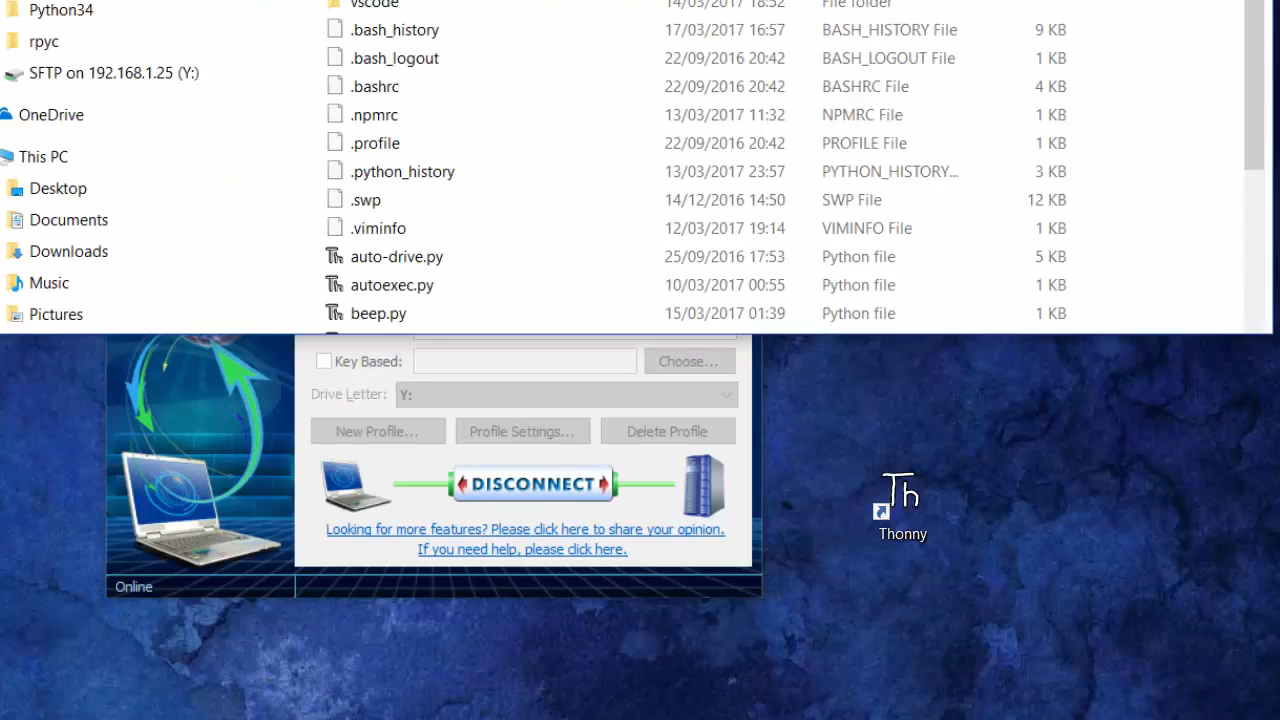 Python34
rpyc
SFTP on 192.168.1.25 (Y:)
OneDrive
This PC
Desktop
Documents
Downloads
Music
Pictures
vscode 14/03/2017 18:52 File folder
.bash_history 17/03/2017 16:57 BASH_HISTORY File 9 KB
.bash_logout 22/09/2016 20:42 BASH_LOGOUT File 1 KB
.bashrc 22/09/2016 20:42 BASHRC File 4 KB
.npmrc 13/03/2017 11:32 NPMRC File 1 KB
.profile 22/09/2016 20:42 PROFILE File 1 KB
.python_history 13/03/2017 23:57 PYTHON_HISTORY... 3 KB
.swp 14/12/2016 14:50 SWP File 12 KB
.viminfo 12/03/2017 19:14 VIMINFO File 1 KB
Th auto-drive.py 25/09/2016 17:53 Python file 5 KB
Th autoexec.py 10/03/2017 00:55 Python file 1 KB
Th beep.py 15/03/2017 01:39 Python file 1 KB
Key Based: Choose...
Drive Letter: Y:
New Profile... Profile Settings... Delete Profile
DISCONNECT
Looking for more features? Please click here to share your opinion.
If you need help, please click here.
Online
Th
Thonny